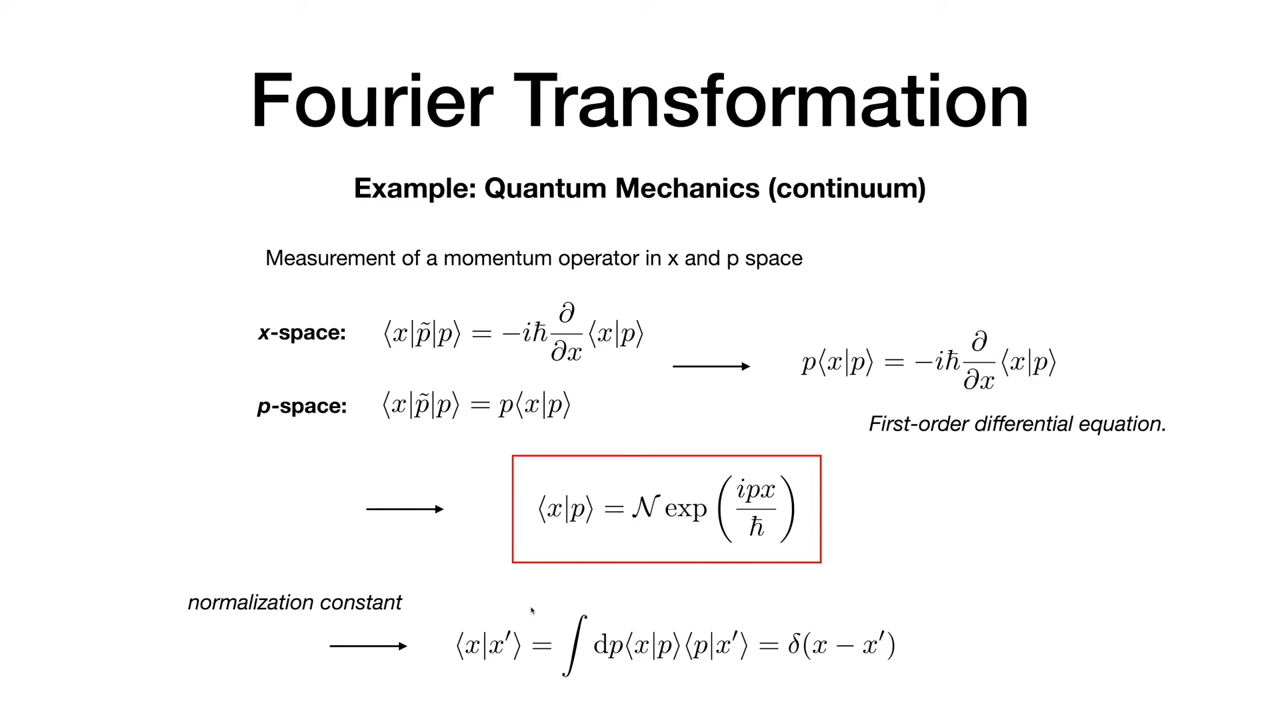 Fourier Transformation
Example: Quantum Mechanics (continuum)
Measurement of a momentum operator in x and p space
x-space: ⟨x|p̃|p⟩ = −iħ ∂/∂x ⟨x|p⟩
p⟨x|p⟩ = −iħ ∂/∂x ⟨x|p⟩
p-space: ⟨x|p̃|p⟩ = p⟨x|p⟩
First-order differential equation.
⟨x|p⟩ = 𝒩 exp(ipx/ħ)
normalization constant
⟨x|x′⟩ = ∫ dp⟨x|p⟩⟨p|x′⟩ = δ(x − x′)